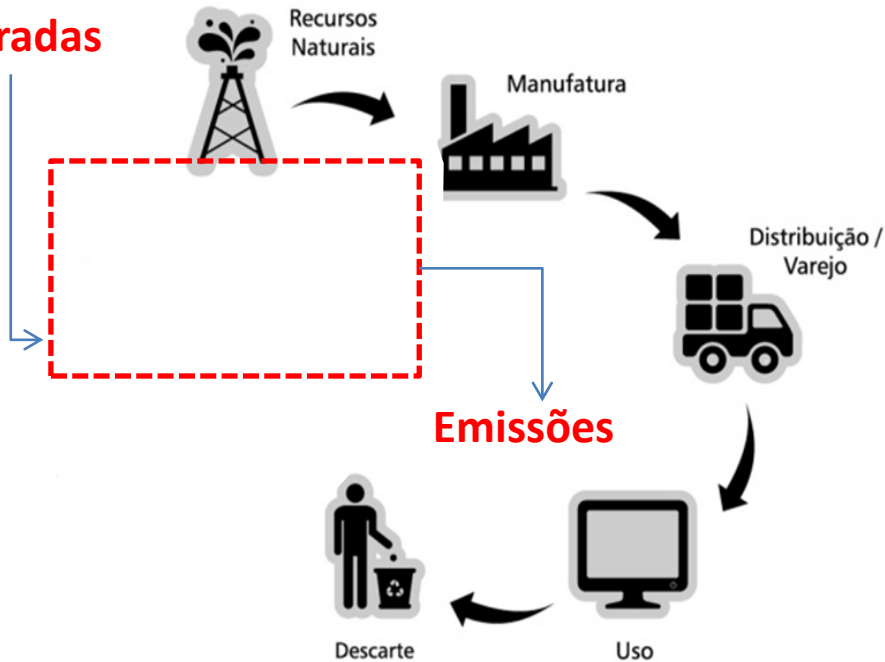 radas
Recursos
Naturais
Manufatura
Distribuição /
Varejo
Emissões
Descarte
Uso